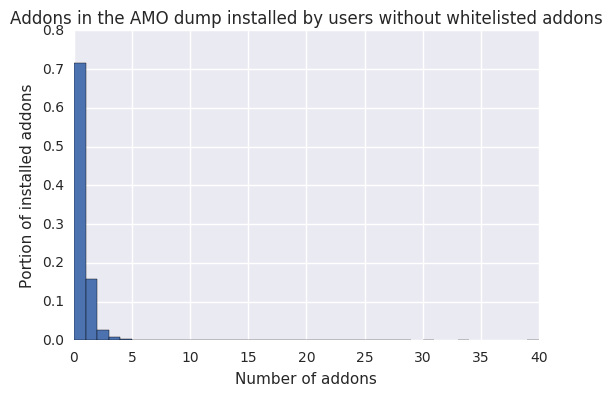 Addons in the AMO dump installed by users without whitelisted addons
0.8
0.7
0.6
0.5
0.4
0.3
0.2
0.1
0.0
Portion of installed addons
0 5 10 15 20 25 30 35 40
Number of addons